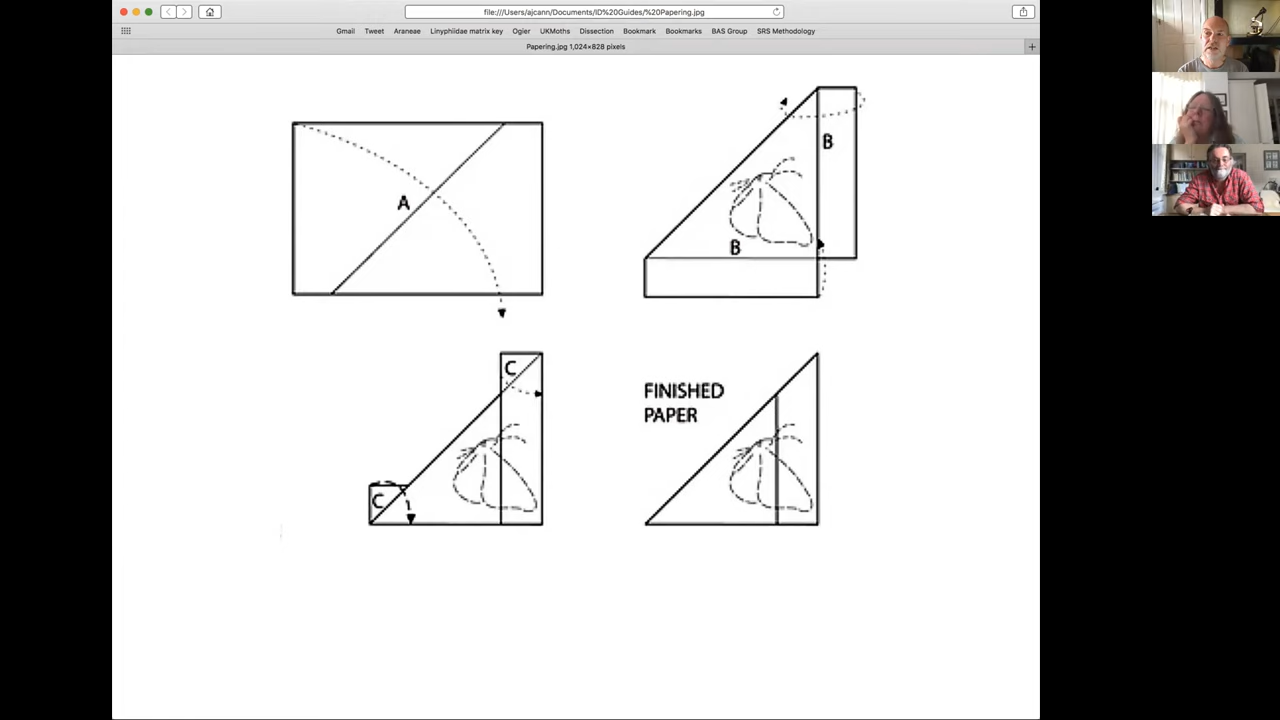 file:///Users/ajcann/Documents/ID%20Guides/%20Papering.jpg
Gmail Tweet Araneae Linyphiidae matrix key Ogier UKMoths Dissection Bookmark Bookmarks BAS Group SRS Methodology
Papering.jpg 1,024×828 pixels
A
B
B
C
C
FINISHED
PAPER